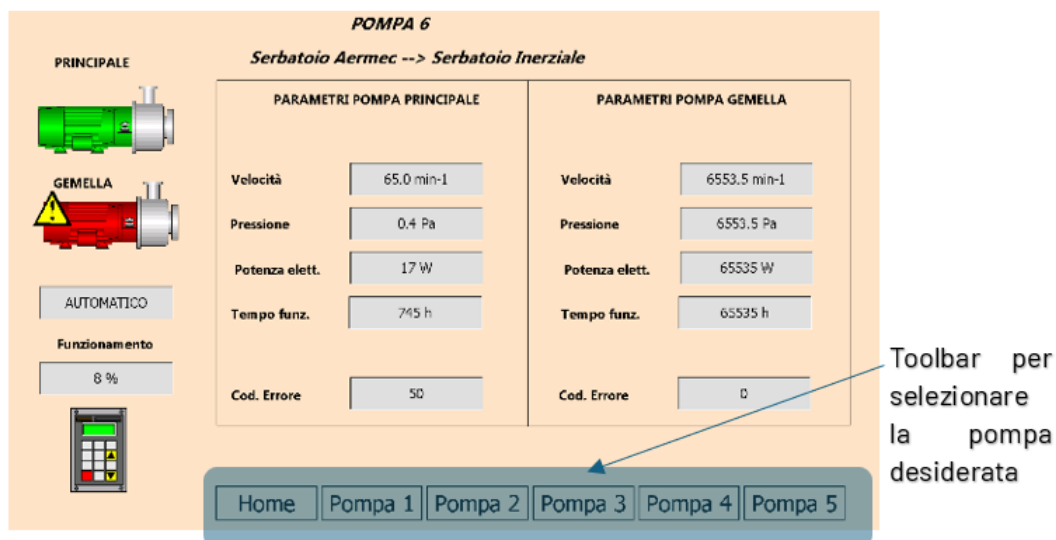 POMPA 6
Serbatoio Aermec --> Serbatoio Inerziale
PRINCIPALE
GEMELLA
AUTOMATICO
Funzionamento
8 %
PARAMETRI POMPA PRINCIPALE
Velocità 65.0 min-1
Pressione 0.4 Pa
Potenza elett. 17 W
Tempo funz. 745 h
Cod. Errore 50
PARAMETRI POMPA GEMELLA
Velocità 6553.5 min-1
Pressione 6553.5 Pa
Potenza elett. 65535 W
Tempo funz. 65535 h
Cod. Errore 0
Toolbar per
selezionare
la pompa
desiderata
Home Pompa 1 Pompa 2 Pompa 3 Pompa 4 Pompa 5